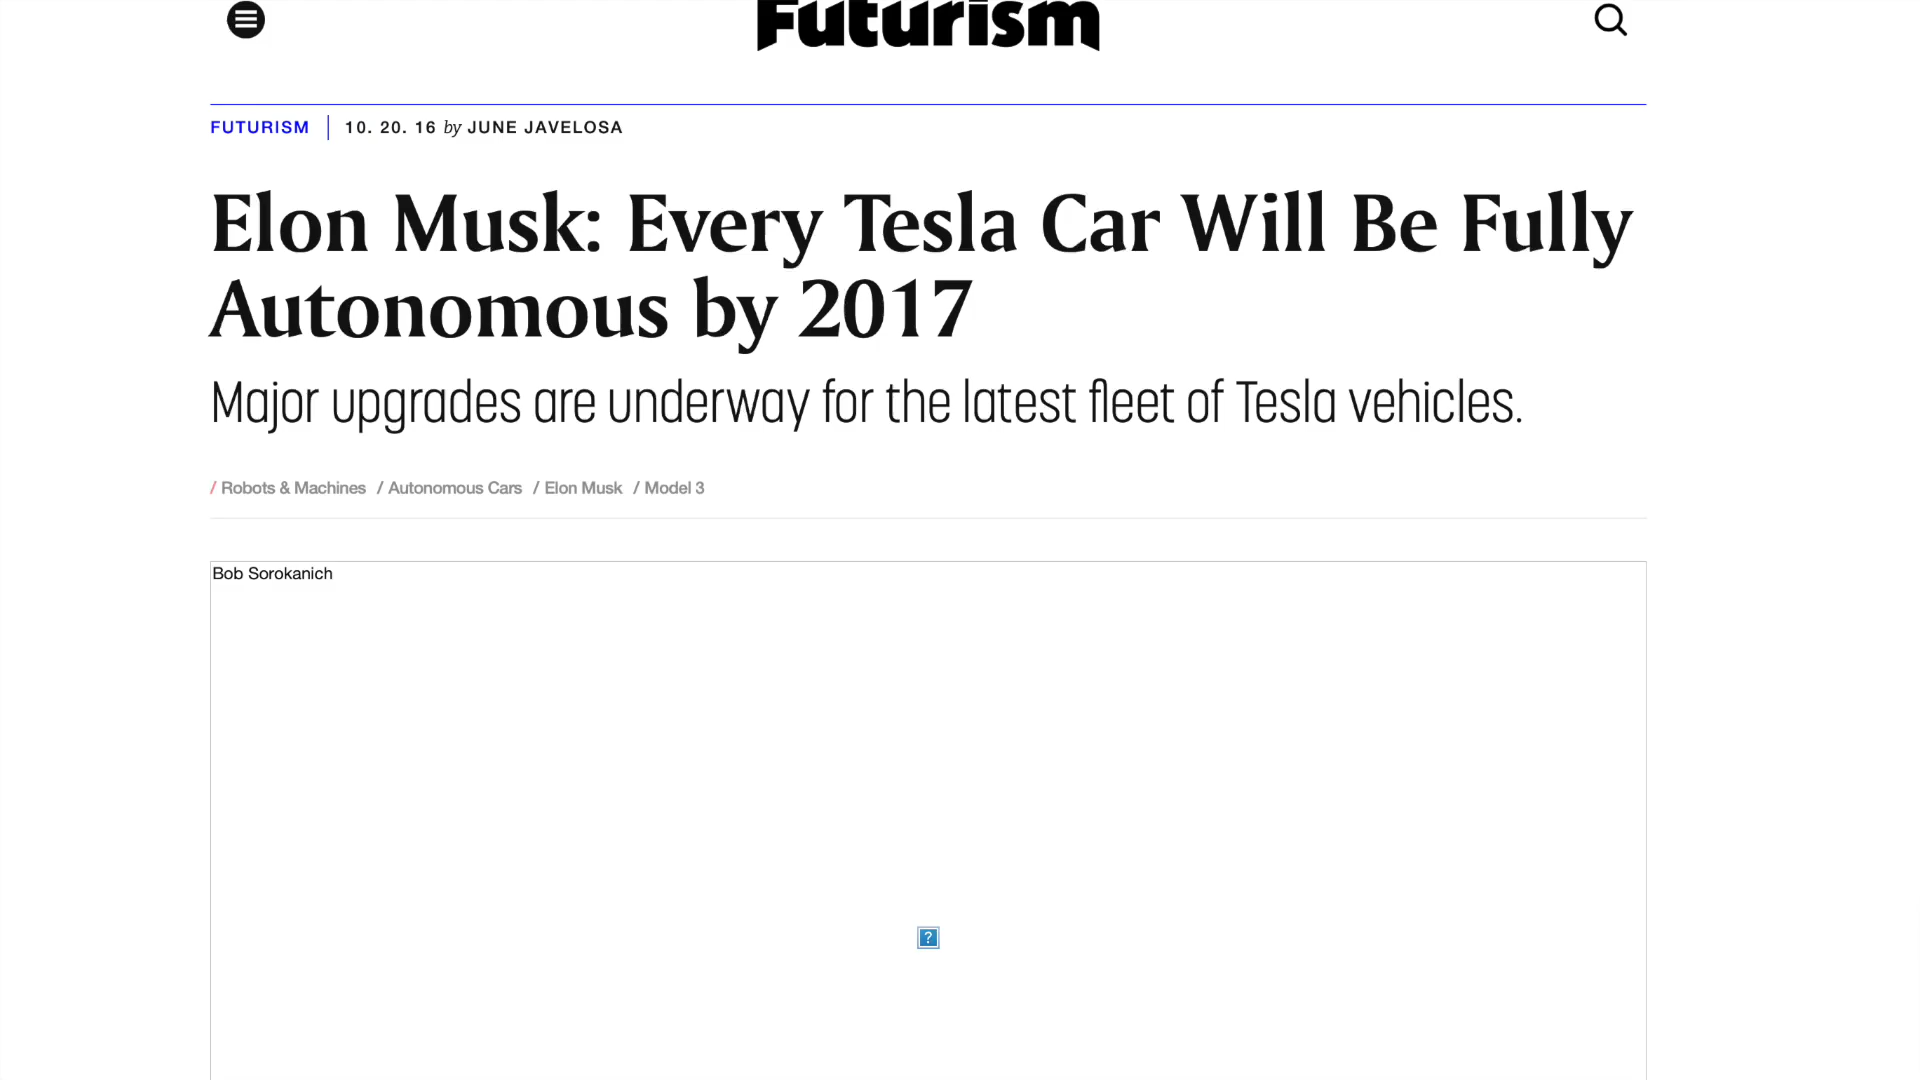 Futurism
FUTURISM | 10. 20. 16 by JUNE JAVELOSA
Elon Musk: Every Tesla Car Will Be Fully
Autonomous by 2017
Major upgrades are underway for the latest fleet of Tesla vehicles.
/ Robots & Machines / Autonomous Cars / Elon Musk / Model 3
Bob Sorokanich
?